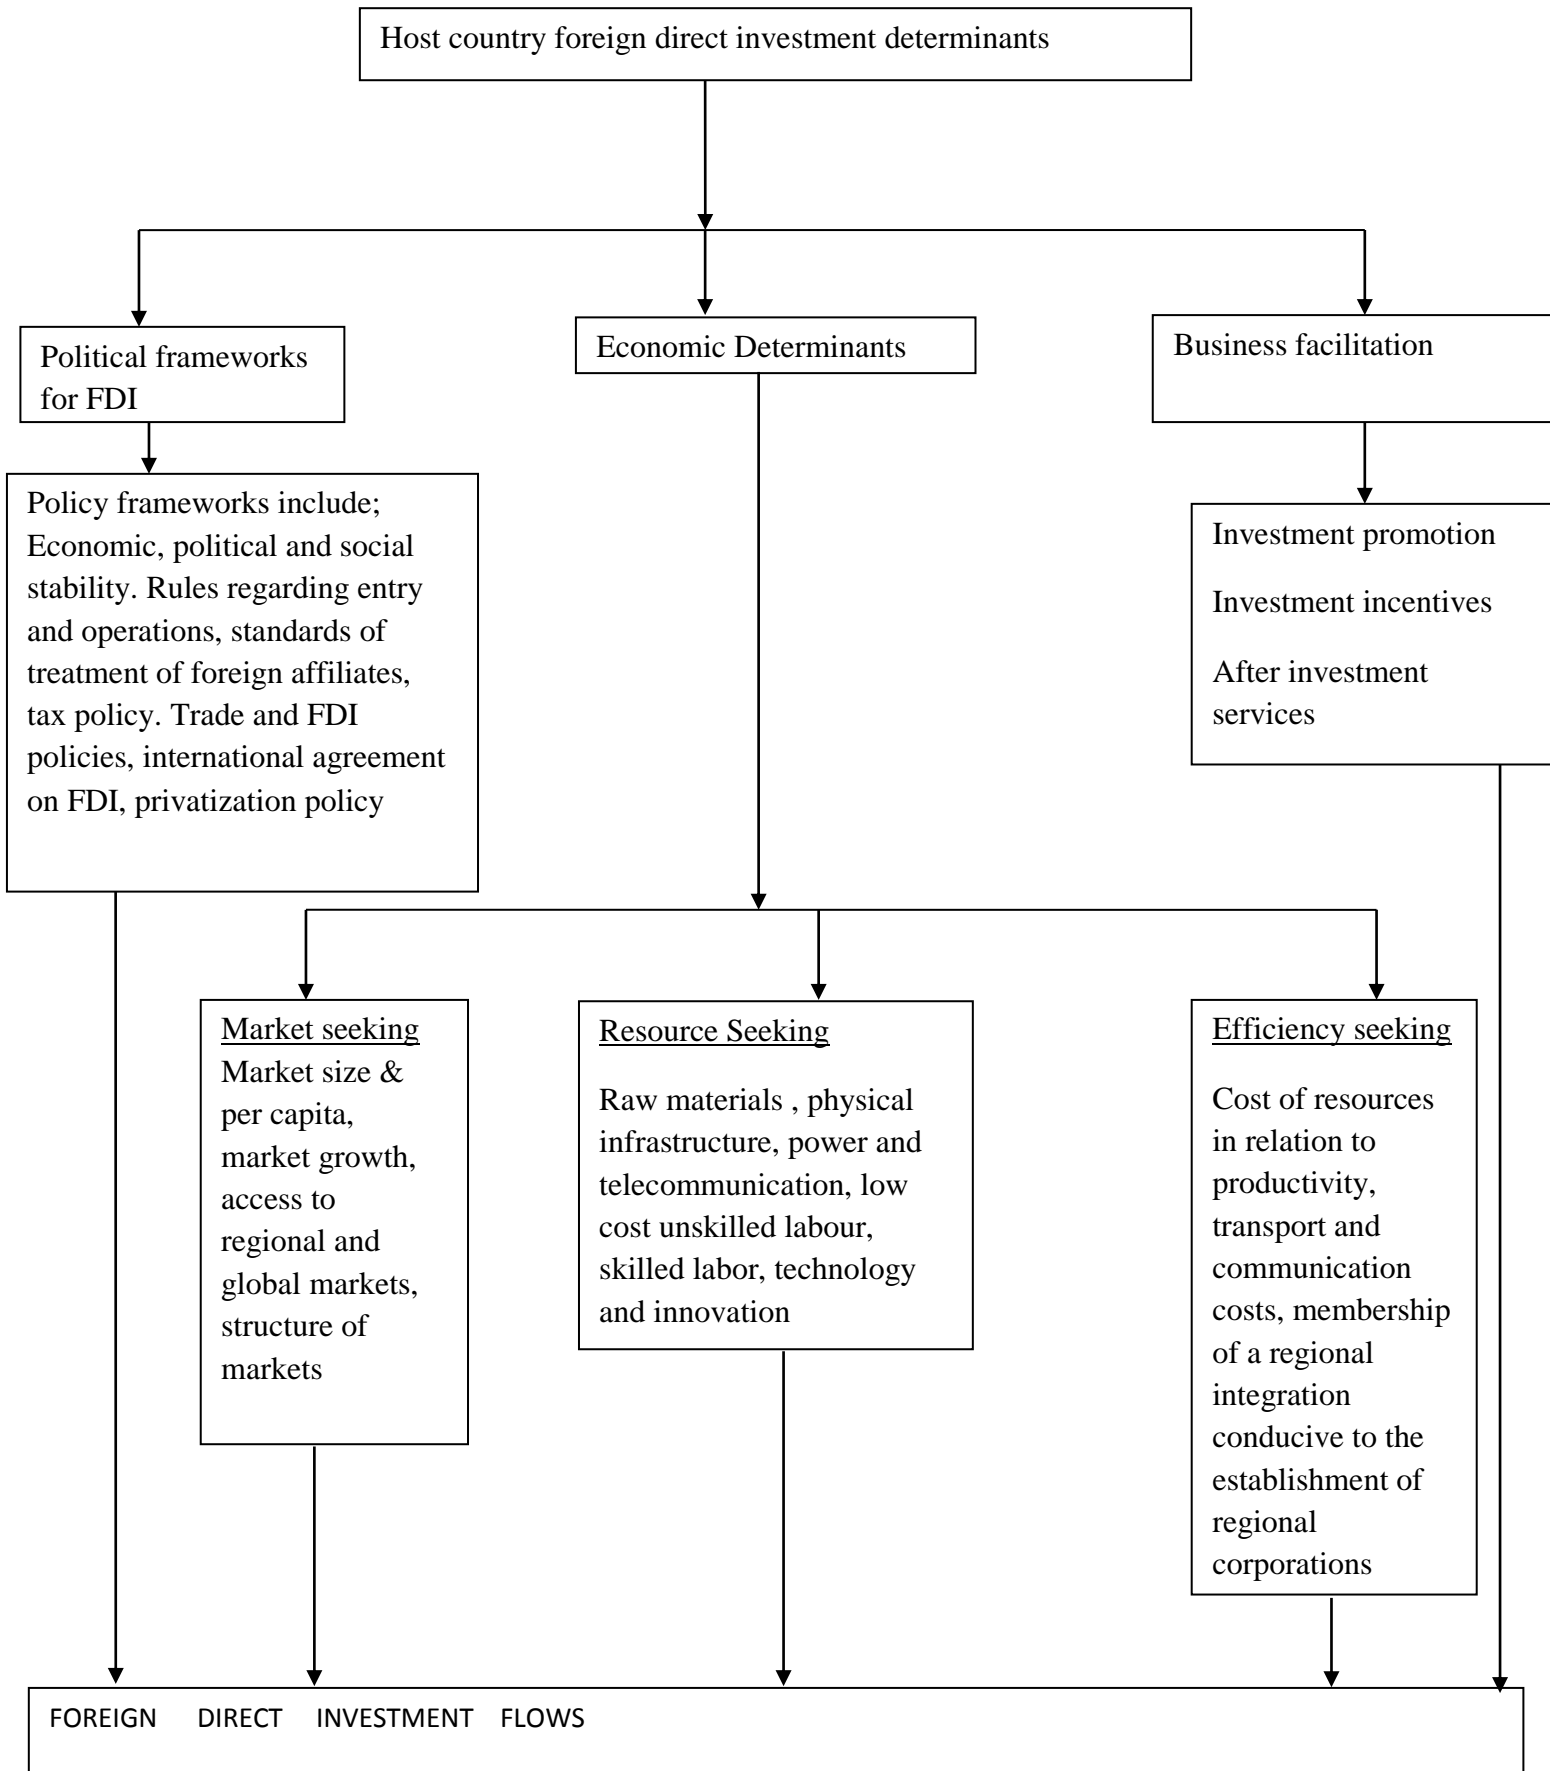 Host country foreign direct investment determinants
Political frameworks
for FDI
Economic Determinants
Business facilitation
Policy frameworks include;
Economic, political and social
stability. Rules regarding entry
and operations, standards of
treatment of foreign affiliates,
tax policy. Trade and FDI
policies, international agreement
on FDI, privatization policy
Investment promotion
Investment incentives
After investment
services
Market seeking
Market size &
per capita,
market growth,
access to
regional and
global markets,
structure of
markets
Resource Seeking
Raw materials , physical
infrastructure, power and
telecommunication, low
cost unskilled labour,
skilled labor, technology
and innovation
Efficiency seeking
Cost of resources
in relation to
productivity,
transport and
communication
costs, membership
of a regional
integration
conducive to the
establishment of
regional
corporations
FOREIGN DIRECT INVESTMENT FLOWS